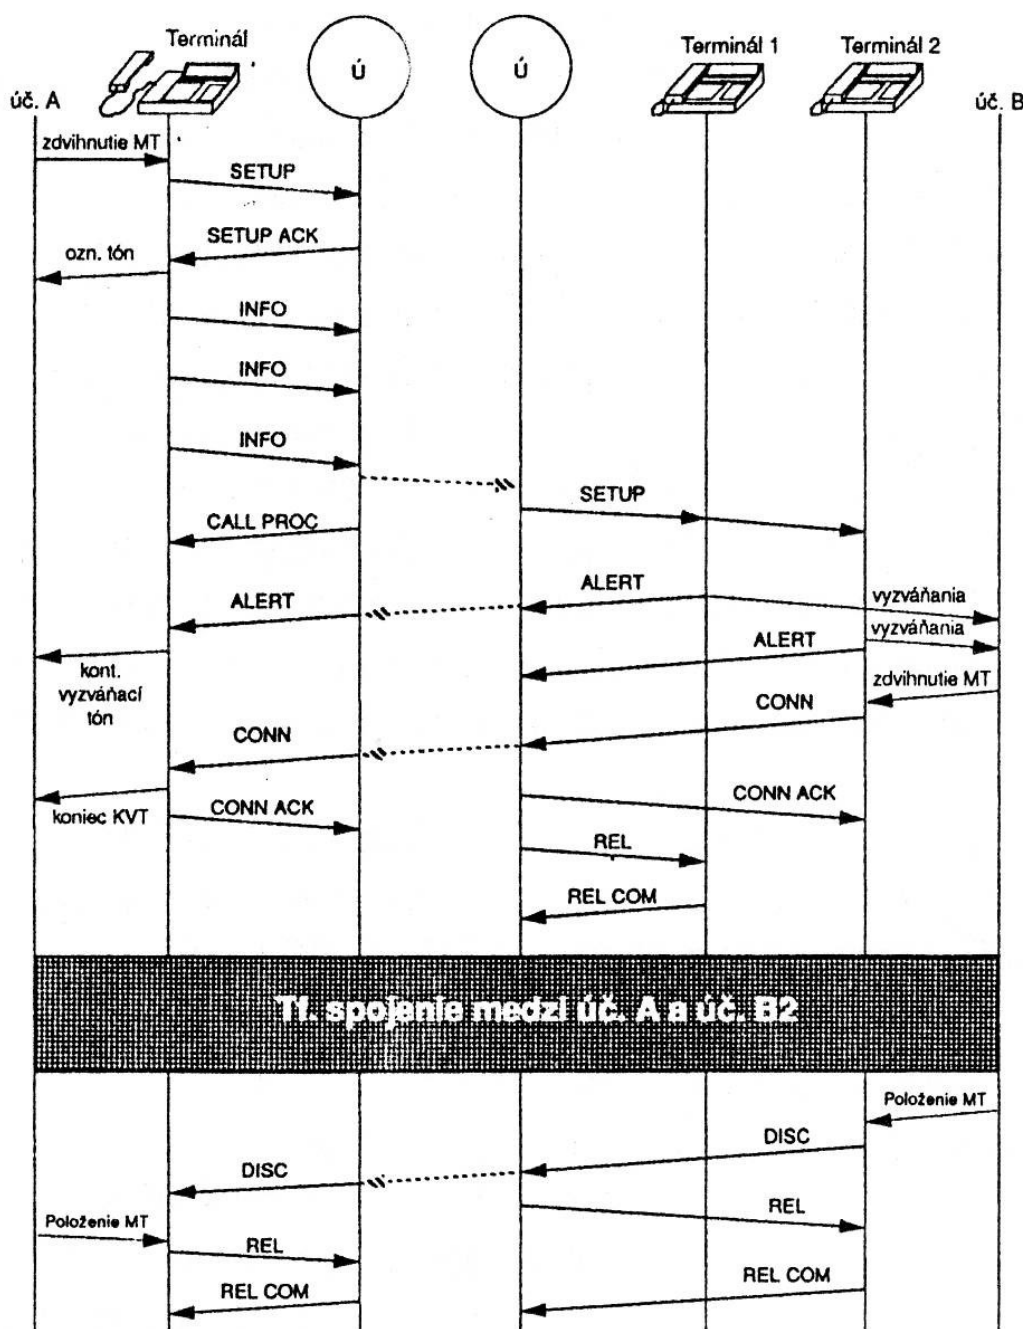 Terminál
Ú
Ú
Terminál 1
Terminál 2
úč. A
úč. B
zdvihnutie MT
SETUP
SETUP ACK
ozn. tón
INFO
INFO
INFO
SETUP
CALL PROC
ALERT
ALERT
vyzváňania
vyzváňania
ALERT
kont.
vyzváňací
tón
zdvihnutie MT
CONN
CONN
koniec KVT
CONN ACK
CONN ACK
REL
REL COM
Tf. spojenie medzi úč. A a úč. B2
Položenie MT
DISC
DISC
REL
Položenie MT
REL
REL COM
REL COM